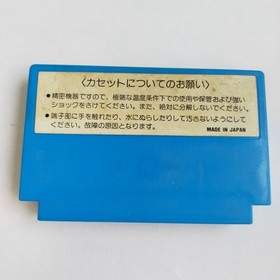 〈カセットについてのお願い〉
●精密機器ですので、極端な温度条件下での使用や保管および強い
ショックをさけてください。また、絶対に分解しないでください。
●端子部に手を触れたり、水にぬらしたりして汚さないようにして
ください。故障の原因となります。
MADE IN JAPAN